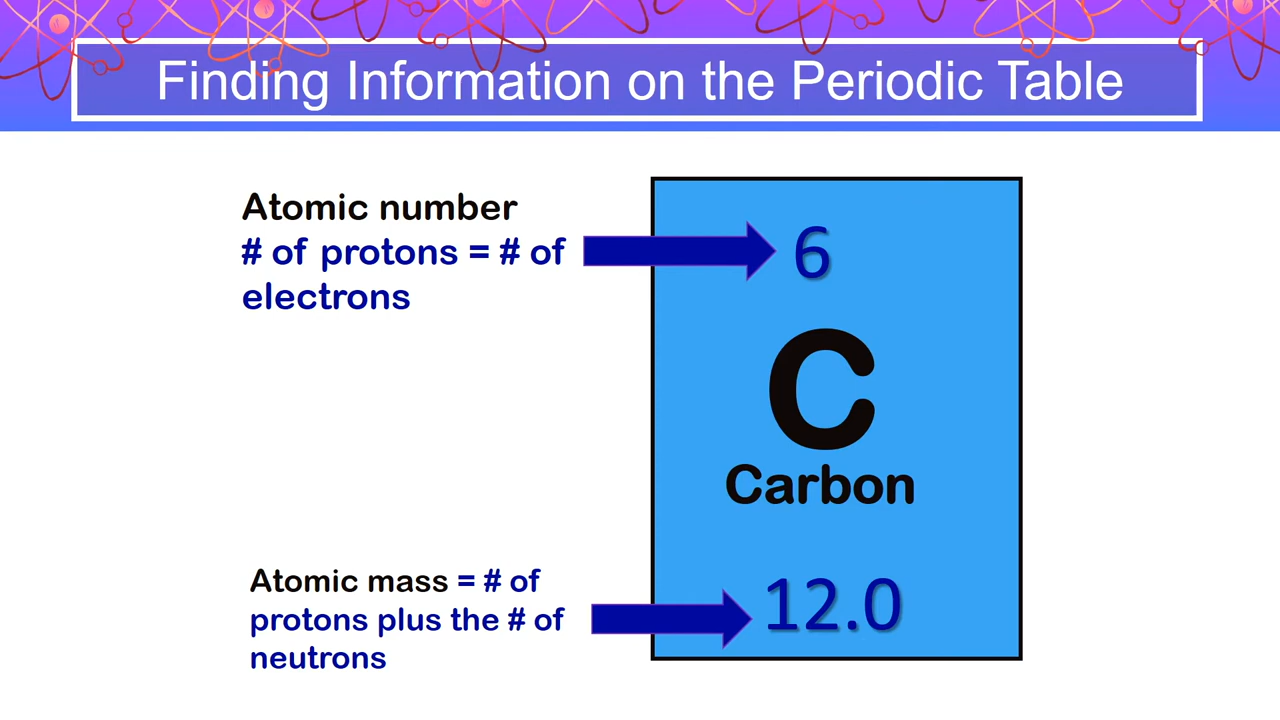 Finding Information on the Periodic Table
Atomic number
# of protons = # of
electrons
6
C
Carbon
Atomic mass = # of
protons plus the # of
neutrons
12.0